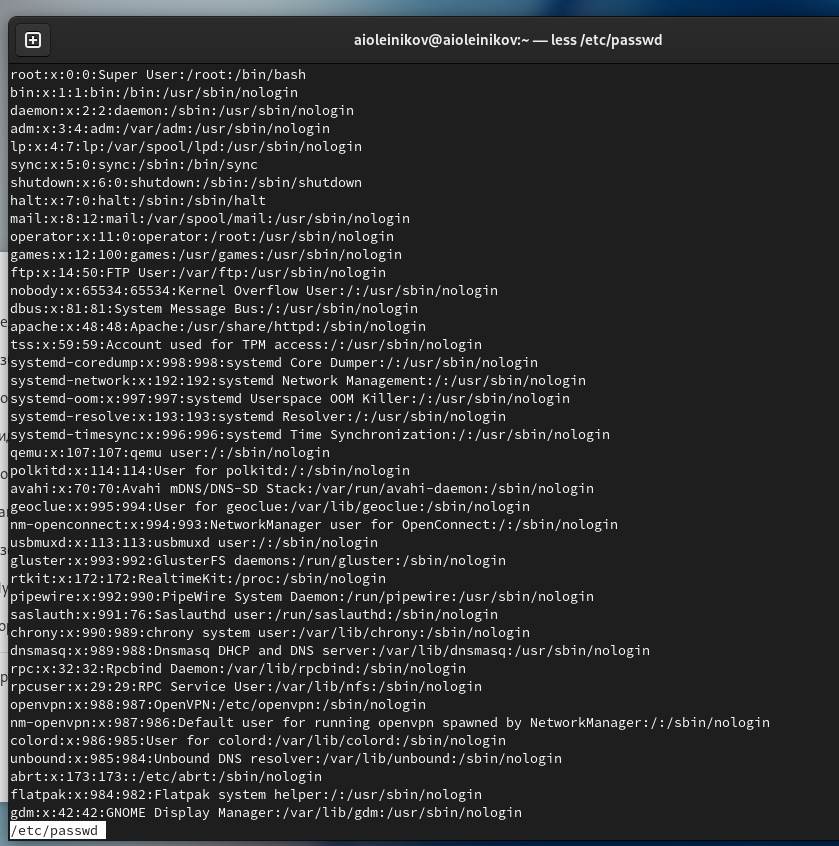 aioleinikov@aioleinikov:~ — less /etc/passwd
root:x:0:0:Super User:/root:/bin/bash
bin:x:1:1:bin:/bin:/usr/sbin/nologin
daemon:x:2:2:daemon:/sbin:/usr/sbin/nologin
adm:x:3:4:adm:/var/adm:/usr/sbin/nologin
lp:x:4:7:lp:/var/spool/lpd:/usr/sbin/nologin
sync:x:5:0:sync:/sbin:/bin/sync
shutdown:x:6:0:shutdown:/sbin:/sbin/shutdown
halt:x:7:0:halt:/sbin:/sbin/halt
mail:x:8:12:mail:/var/spool/mail:/usr/sbin/nologin
operator:x:11:0:operator:/root:/usr/sbin/nologin
games:x:12:100:games:/usr/games:/usr/sbin/nologin
ftp:x:14:50:FTP User:/var/ftp:/usr/sbin/nologin
nobody:x:65534:65534:Kernel Overflow User:/:/usr/sbin/nologin
dbus:x:81:81:System Message Bus:/:/usr/sbin/nologin
apache:x:48:48:Apache:/usr/share/httpd:/sbin/nologin
tss:x:59:59:Account used for TPM access:/:/usr/sbin/nologin
systemd-coredump:x:998:998:systemd Core Dumper:/:/usr/sbin/nologin
systemd-network:x:192:192:systemd Network Management:/:/usr/sbin/nologin
systemd-oom:x:997:997:systemd Userspace OOM Killer:/:/usr/sbin/nologin
systemd-resolve:x:193:193:systemd Resolver:/:/usr/sbin/nologin
systemd-timesync:x:996:996:systemd Time Synchronization:/:/usr/sbin/nologin
qemu:x:107:107:qemu user:/:/sbin/nologin
polkitd:x:114:114:User for polkitd:/:/sbin/nologin
avahi:x:70:70:Avahi mDNS/DNS-SD Stack:/var/run/avahi-daemon:/sbin/nologin
geoclue:x:995:994:User for geoclue:/var/lib/geoclue:/sbin/nologin
nm-openconnect:x:994:993:NetworkManager user for OpenConnect:/:/sbin/nologin
usbmuxd:x:113:113:usbmuxd user:/:/sbin/nologin
gluster:x:993:992:GlusterFS daemons:/run/gluster:/sbin/nologin
rtkit:x:172:172:RealtimeKit:/proc:/sbin/nologin
pipewire:x:992:990:PipeWire System Daemon:/run/pipewire:/usr/sbin/nologin
saslauth:x:991:76:Saslauthd user:/run/saslauthd:/sbin/nologin
chrony:x:990:989:chrony system user:/var/lib/chrony:/sbin/nologin
dnsmasq:x:989:988:Dnsmasq DHCP and DNS server:/var/lib/dnsmasq:/usr/sbin/nologin
rpc:x:32:32:Rpcbind Daemon:/var/lib/rpcbind:/sbin/nologin
rpcuser:x:29:29:RPC Service User:/var/lib/nfs:/sbin/nologin
openvpn:x:988:987:OpenVPN:/etc/openvpn:/sbin/nologin
nm-openvpn:x:987:986:Default user for running openvpn spawned by NetworkManager:/:/sbin/nologin
colord:x:986:985:User for colord:/var/lib/colord:/sbin/nologin
unbound:x:985:984:Unbound DNS resolver:/var/lib/unbound:/sbin/nologin
abrt:x:173:173::/etc/abrt:/sbin/nologin
flatpak:x:984:982:Flatpak system helper:/:/usr/sbin/nologin
gdm:x:42:42:GNOME Display Manager:/var/lib/gdm:/usr/sbin/nologin
/etc/passwd